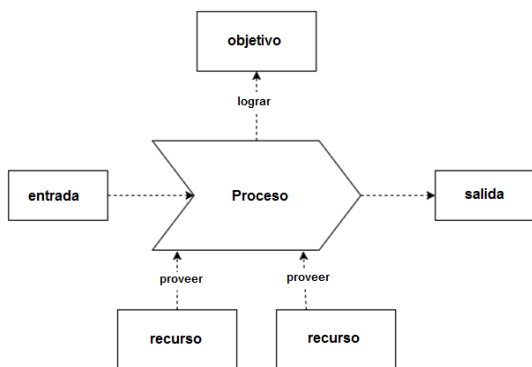 objetivo
lograr
entrada
Proceso
salida
proveer
proveer
recurso
recurso